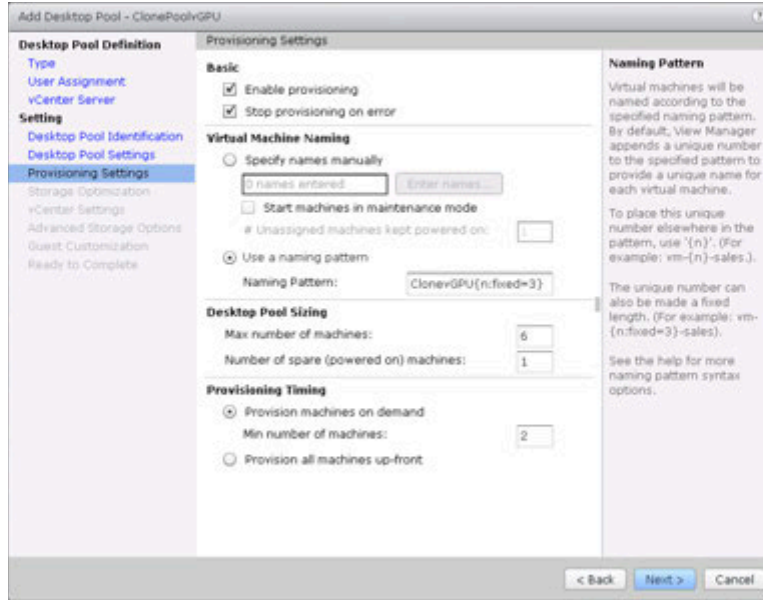 Add Desktop Pool - ClonePoolvGPU
?
Desktop Pool Definition
Type
User Assignment
vCenter Server
Setting
Desktop Pool Identification
Desktop Pool Settings
Provisioning Settings
Storage Optimization
vCenter Settings
Advanced Storage Options
Guest Customization
Ready to Complete
Provisioning Settings
Basic
Enable provisioning
Stop provisioning on error
Virtual Machine Naming
Specify names manually
0 names entered
Enter names...
Start machines in maintenance mode
# Unassigned machines kept powered on:
1
Use a naming pattern
Naming Pattern:
ClonevGPU{n:fixed=3}
Desktop Pool Sizing
Max number of machines:
6
Number of spare (powered on) machines:
1
Provisioning Timing
Provision machines on demand
Min number of machines:
2
Provision all machines up-front
Naming Pattern
Virtual machines will be
named according to the
specified naming pattern.
By default, View Manager
appends a unique number
to the specified pattern to
provide a unique name for
each virtual machine.
To place this unique
number elsewhere in the
pattern, use '{n}'. (For
example: vm-{n}-sales.).
The unique number can
also be made a fixed
length. (For example: vm-
{n:fixed=3}-sales).
See the help for more
naming pattern syntax
options.
< Back
Next >
Cancel